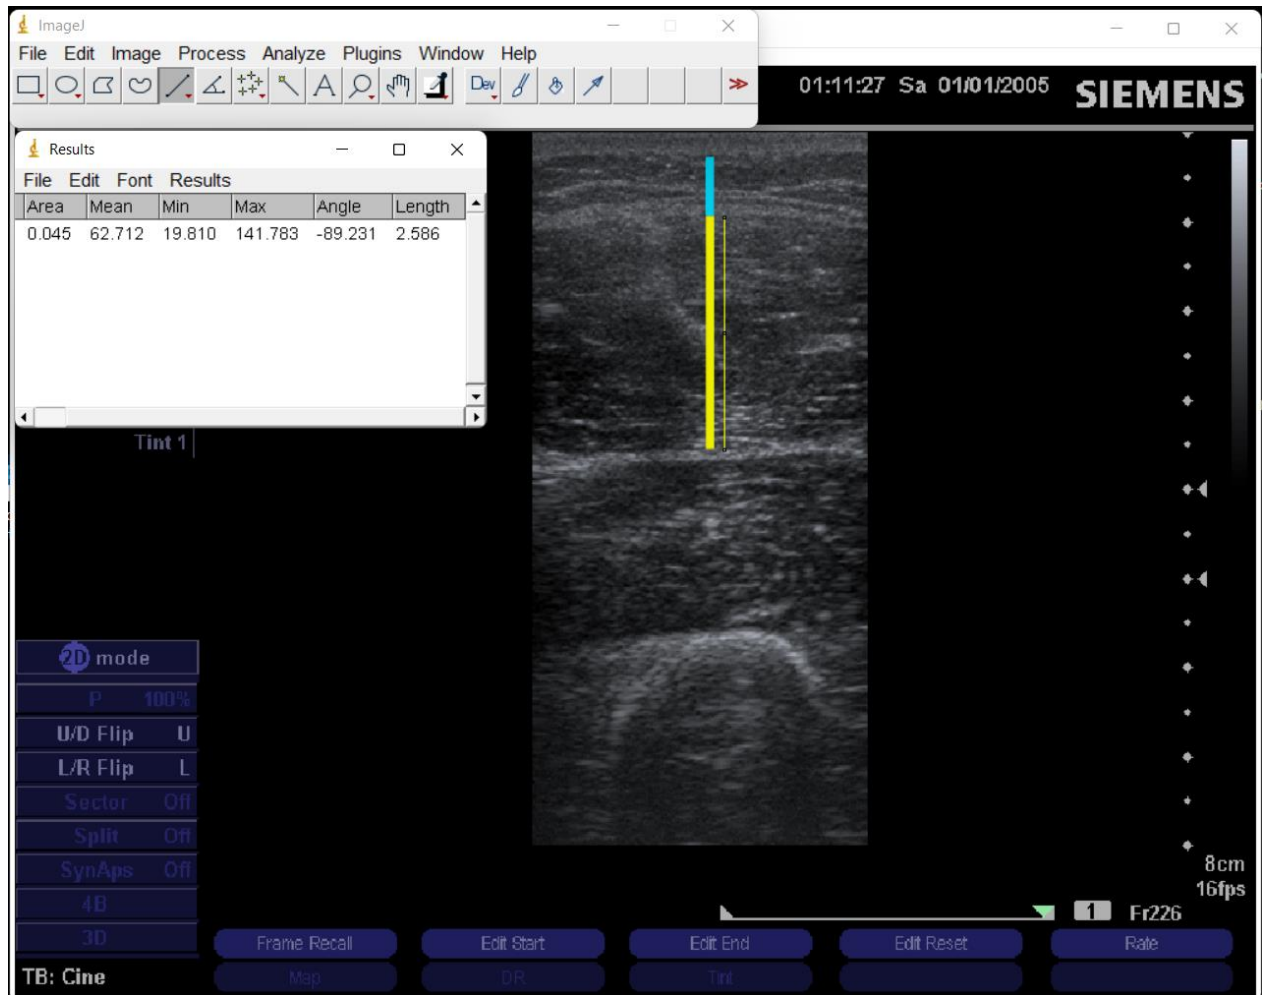 ImageJ
File Edit Image Process Analyze Plugins Window Help
Dev
01:11:27 Sa 01/01/2005 SIEMENS
Results
File Edit Font Results
Area Mean Min Max Angle Length
0.045 62.712 19.810 141.783 -89.231 2.586
Tint 1
2D mode
P 100%
U/D Flip U
L/R Flip L
Sector Off
Split Off
SynAps Off
4B
3D
8cm
16fps
1 Fr226
Frame Recall Edit Start Edit End Edit Reset Rate
TB: Cine Map DR Tint